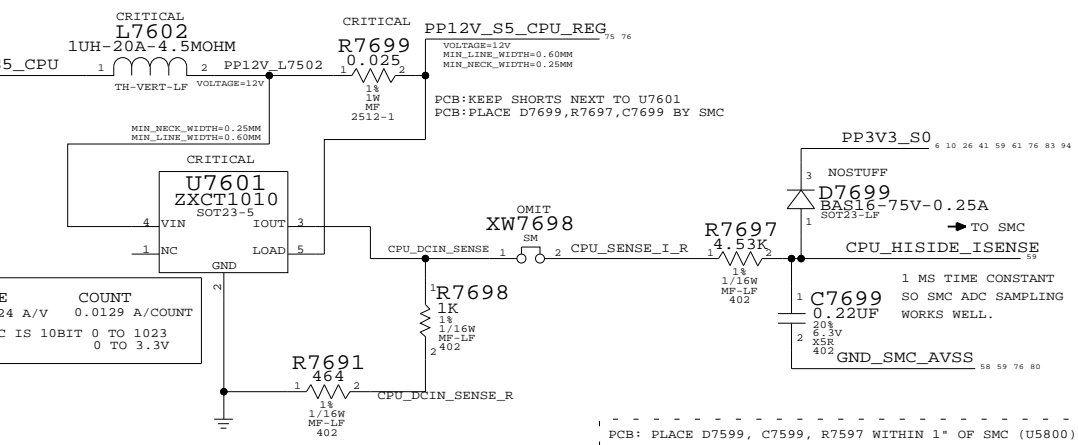 CRITICAL
L7602
1UH-20A-4.5MOHM
S5_CPU
1
2
PP12V_L7502
TH-VERT-LF
VOLTAGE=12V
CRITICAL
R7699
0.025
1
2
1%
1W
MF
2512-1
PP12V_S5_CPU_REG
75 76
VOLTAGE=12V
MIN_LINE_WIDTH=0.60MM
MIN_NECK_WIDTH=0.25MM
PCB:KEEP SHORTS NEXT TO U7601
PCB:PLACE D7699,R7697,C7699 BY SMC
MIN_NECK_WIDTH=0.25MM
MIN_LINE_WIDTH=0.60MM
CRITICAL
U7601
ZXCT1010
SOT23-5
4 VIN
IOUT 3
1 NC
LOAD 5
GND
2
CPU_DCIN_SENSE
OMIT
XW7698
SM
1
2
CPU_SENSE_I_R
R7697
4.53K
1
2
1%
1/16W
MF-LF
402
PP3V3_S0
6 10 26 41 59 61 76 83 94
3
NOSTUFF
D7699
BAS16-75V-0.25A
SOT23-LF
1
TO SMC
CPU_HISIDE_ISENSE
59
1 MS TIME CONSTANT
SO SMC ADC SAMPLING
WORKS WELL.
1
C7699
0.22UF
20%
6.3V
X5R
402
2
GND_SMC_AVSS
58 59 76 80
1
R7698
1K
1%
1/16W
MF-LF
402
2
E COUNT
24 A/V 0.0129 A/COUNT
C IS 10BIT 0 TO 1023
0 TO 3.3V
R7691
464
1
2
1%
1/16W
MF-LF
402
CPU_DCIN_SENSE_R
PCB: PLACE D7599, C7599, R7597 WITHIN 1" OF SMC (U5800)